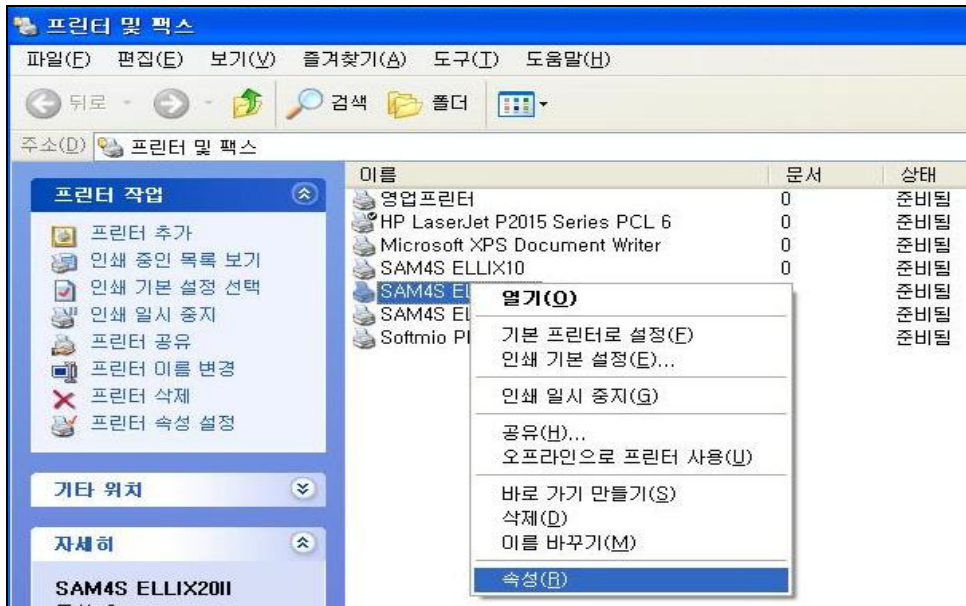 프린터 및 팩스
파일(F) 편집(E) 보기(V) 즐겨찾기(A) 도구(T) 도움말(H)
뒤로 검색 폴더
주소(D) 프린터 및 팩스
프린터 작업
프린터 추가
인쇄 중인 목록 보기
인쇄 기본 설정 선택
인쇄 일시 중지
프린터 공유
프린터 이름 변경
프린터 삭제
프린터 속성 설정
기타 위치
자세히
SAM4S ELLIX20II
이름 문서 상태
영업프린터 0 준비됨
HP LaserJet P2015 Series PCL 6 0 준비됨
Microsoft XPS Document Writer 0 준비됨
SAM4S ELLIX10 0 준비됨
SAM4S 준비됨
SAM4S 준비됨
Softmio 준비됨
열기(O)
기본 프린터로 설정(F)
인쇄 기본 설정(E)...
인쇄 일시 중지(G)
공유(H)...
오프라인으로 프린터 사용(U)
바로 가기 만들기(S)
삭제(D)
이름 바꾸기(M)
속성(R)